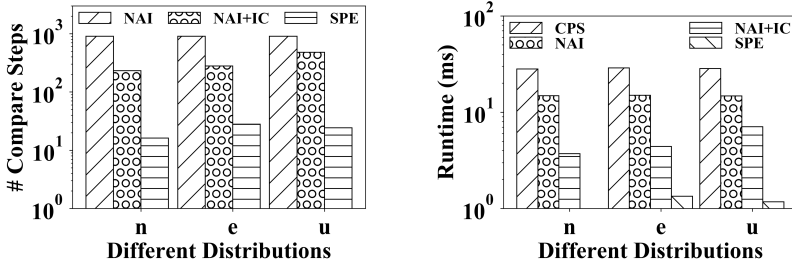 NAI NAI+IC SPE
# Compare Steps
10^3
10^2
10^1
10^0
n e u
Different Distributions
CPS NAI+IC
NAI SPE
Runtime (ms)
10^2
10^1
10^0
n e u
Different Distributions